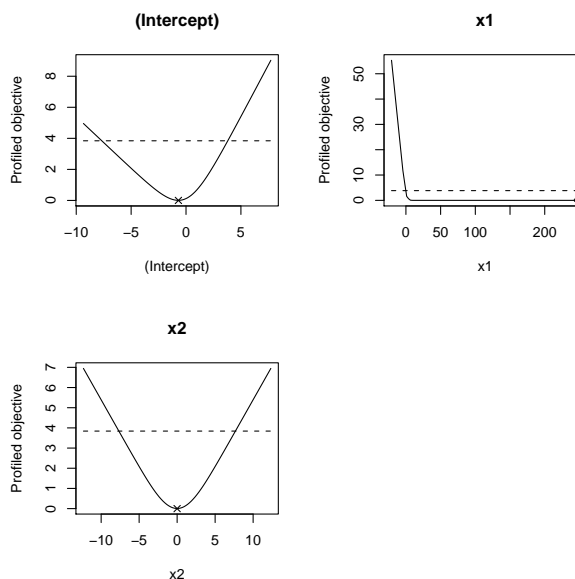 (Intercept)
Profiled objective
8
6
4
2
0
−10 −5 0 5
(Intercept)
x1
Profiled objective
50
30
10
0
0 50 100 200
x1
x2
Profiled objective
7
6
5
4
3
2
1
0
−10 −5 0 5 10
x2